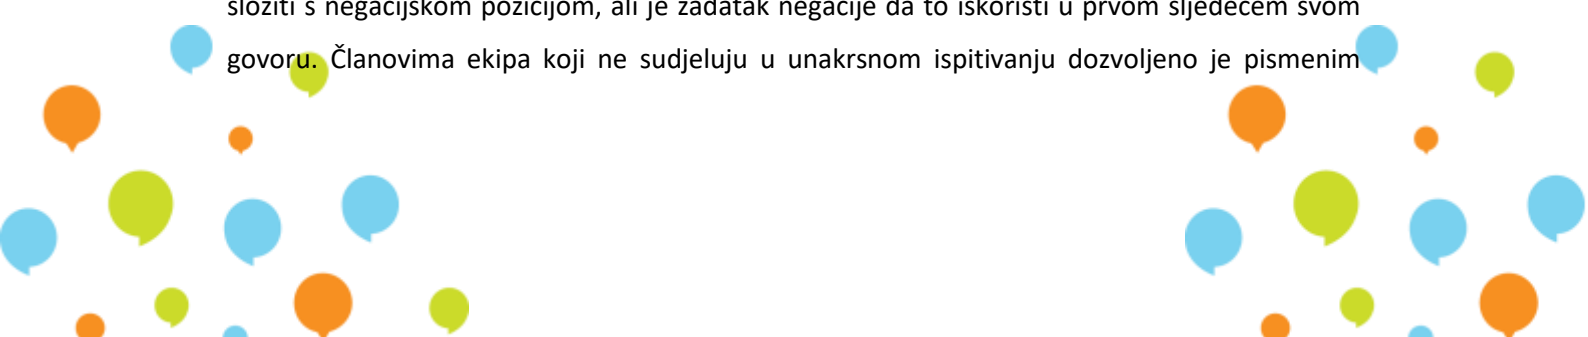 složiti s negacijskom pozicijom, ali je zadatak negacije da to iskoristi u prvom sljedećem svom
govoru. Članovima ekipa koji ne sudjeluju u unakrsnom ispitivanju dozvoljeno je pismenim